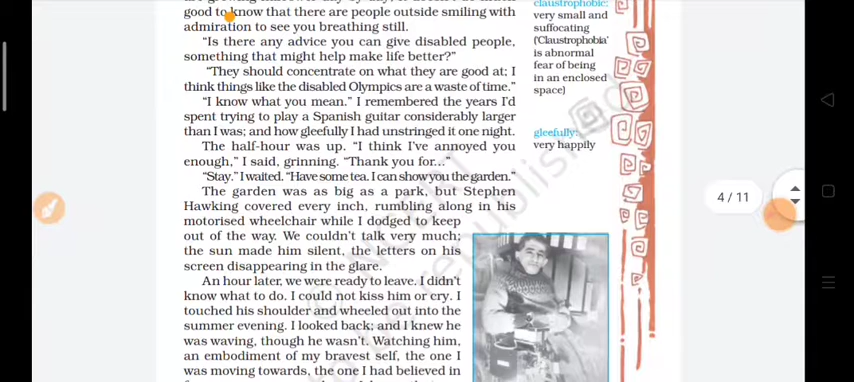 good to know that there are people outside smiling with
admiration to see you breathing still.
“Is there any advice you can give disabled people,
something that might help make life better?”
“They should concentrate on what they are good at; I
think things like the disabled Olympics are a waste of time.”
“I know what you mean.” I remembered the years I’d
spent trying to play a Spanish guitar considerably larger
than I was; and how gleefully I had unstringed it one night.
The half-hour was up. “I think I’ve annoyed you
enough,” I said, grinning. “Thank you for...”
“Stay.” I waited. “Have some tea. I can show you the garden.”
The garden was as big as a park, but Stephen
Hawking covered every inch, rumbling along in his
motorised wheelchair while I dodged to keep
out of the way. We couldn’t talk very much;
the sun made him silent, the letters on his
screen disappearing in the glare.
An hour later, we were ready to leave. I didn’t
know what to do. I could not kiss him or cry. I
touched his shoulder and wheeled out into the
summer evening. I looked back; and I knew he
was waving, though he wasn’t. Watching him,
an embodiment of my bravest self, the one I
was moving towards, the one I had believed in
claustrophobic:
very small and
suffocating
(‘Claustrophobia’
is abnormal
fear of being
in an enclosed
space)
gleefully:
very happily
4 / 11